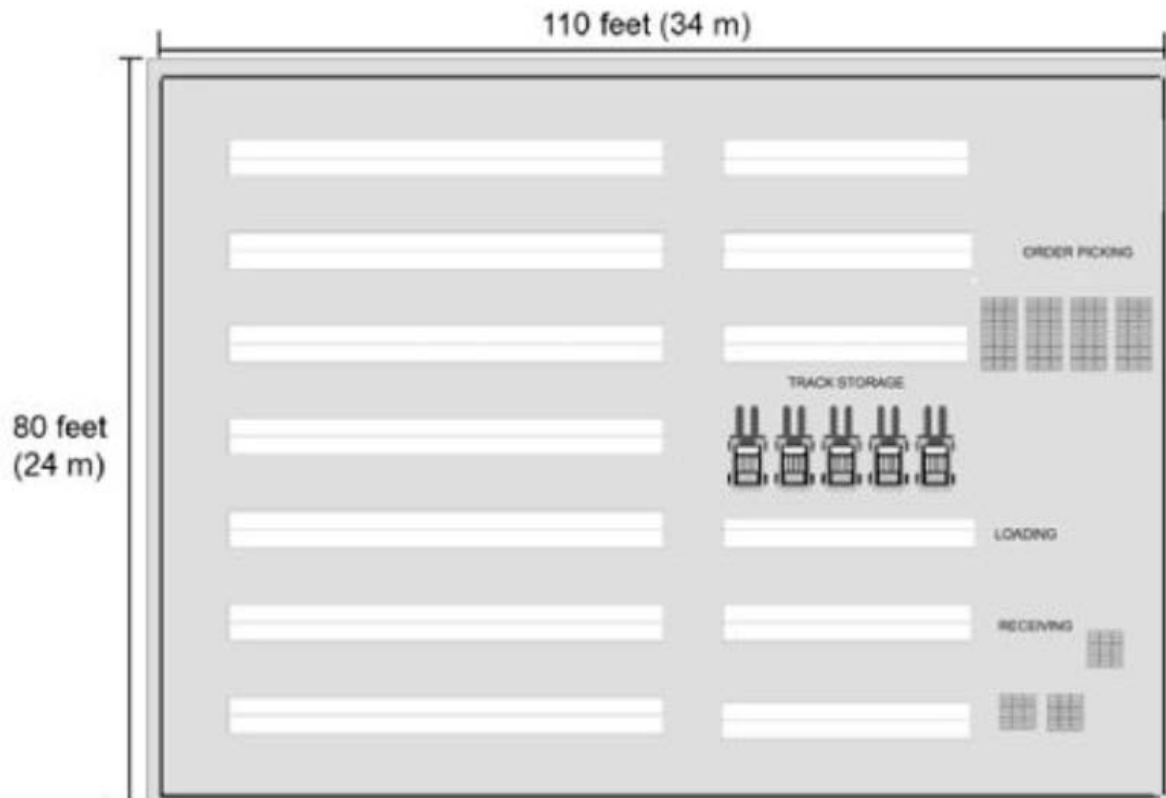 110 feet (34 m)
ORDER PICKING
TRACK STORAGE
80 feet
(24 m)
LOADING
RECEIVING